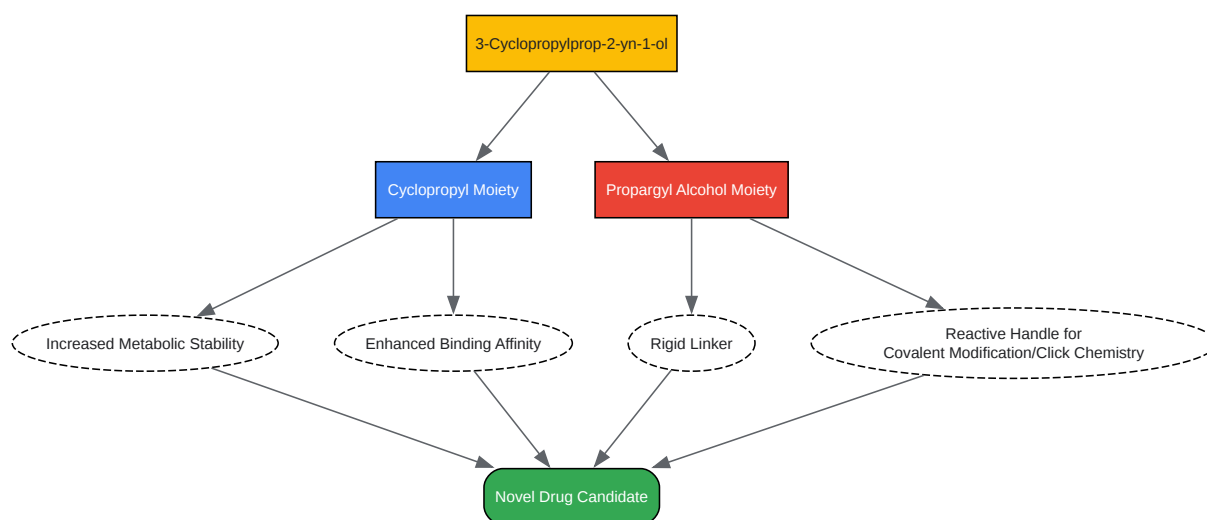 3-Cyclopropylprop-2-yn-1-ol
Cyclopropyl Moiety
Propargyl Alcohol Moiety
Increased Metabolic Stability
Enhanced Binding Affinity
Rigid Linker
Reactive Handle for
Covalent Modification/Click Chemistry
Novel Drug Candidate